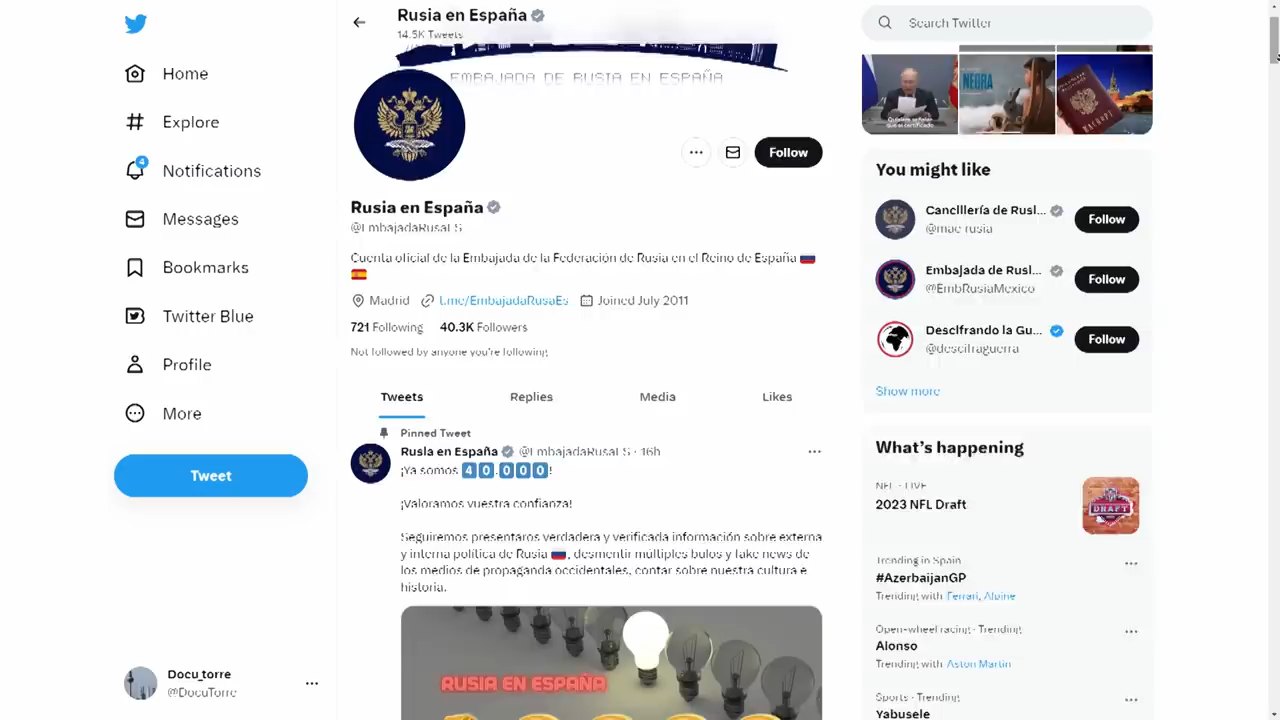 Rusia en España
14.5K Tweets
EMBAJADA DE RUSIA EN ESPAÑA
Home
Explore
4
Notifications
Messages
Bookmarks
Twitter Blue
Profile
More
Tweet
Docu_torre
@DocuTorre
Follow
Rusia en España
@EmbajadaRusaES
Cuenta oficial de la Embajada de la Federación de Rusia en el Reino de España 🇷🇺
🇪🇸
Madrid t.me/EmbajadaRusaEs Joined July 2011
721 Following 40.3K Followers
Not followed by anyone you're following
Tweets Replies Media Likes
Pinned Tweet
Rusia en España @EmbajadaRusaES · 16h
¡Ya somos 40.000!
¡Valoramos vuestra confianza!
Seguiremos presentaros verdadera y verificada información sobre externa
y interna política de Rusia 🇷🇺, desmentir múltiples bulos y fake news de
los medios de propaganda occidentales, contar sobre nuestra cultura e
historia.
RUSIA EN ESPAÑA
Search Twitter
NEGRA
You might like
Cancillería de Rusi...
@mae_rusia
Follow
Embajada de Rusi...
@EmbRusiaMexico
Follow
Descifrando la Gu...
@descifraguerra
Follow
Show more
What's happening
NFL · LIVE
2023 NFL Draft
DRAFT
Trending in Spain
#AzerbaijanGP
Trending with Ferrari, Alpine
Open-wheel racing · Trending
Alonso
Trending with Aston Martin
Sports · Trending
Yabusele